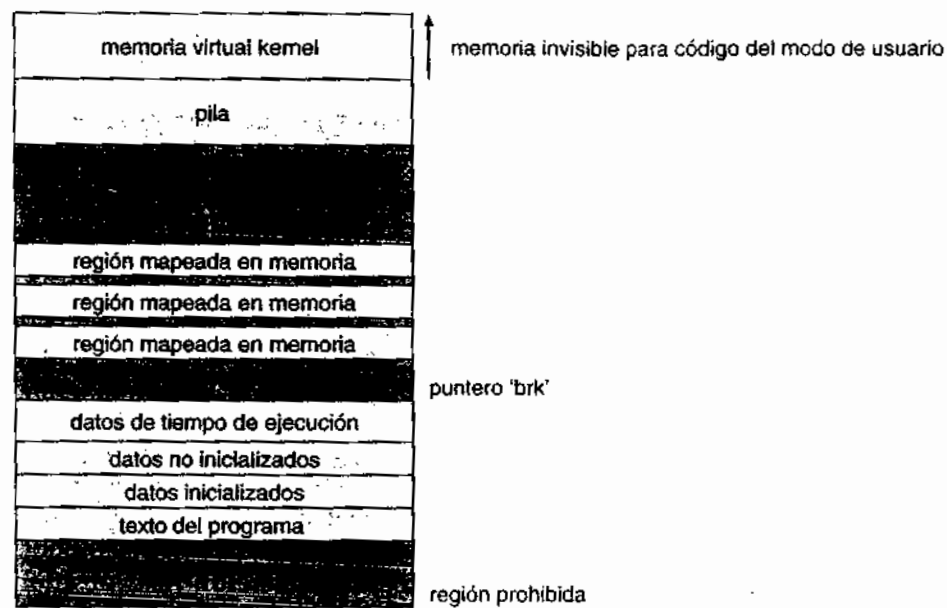 memoria virtual kernel
memoria invisible para código del modo de usuario
pila
región mapeada en memoria
región mapeada en memoria
región mapeada en memoria
puntero 'brk'
datos de tiempo de ejecución
datos no inicializados
datos inicializados
texto del programa
región prohibida